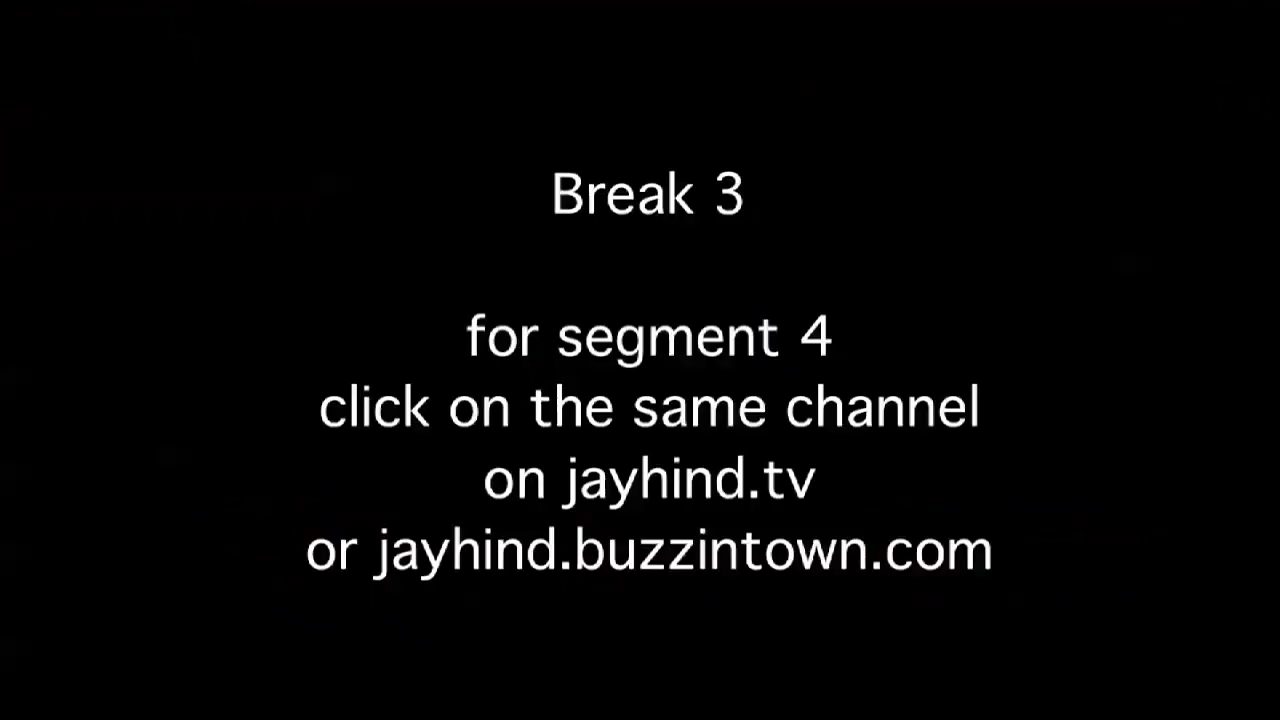 Break 3
for segment 4
click on the same channel
on jayhind.tv
or jayhind.buzzintown.com